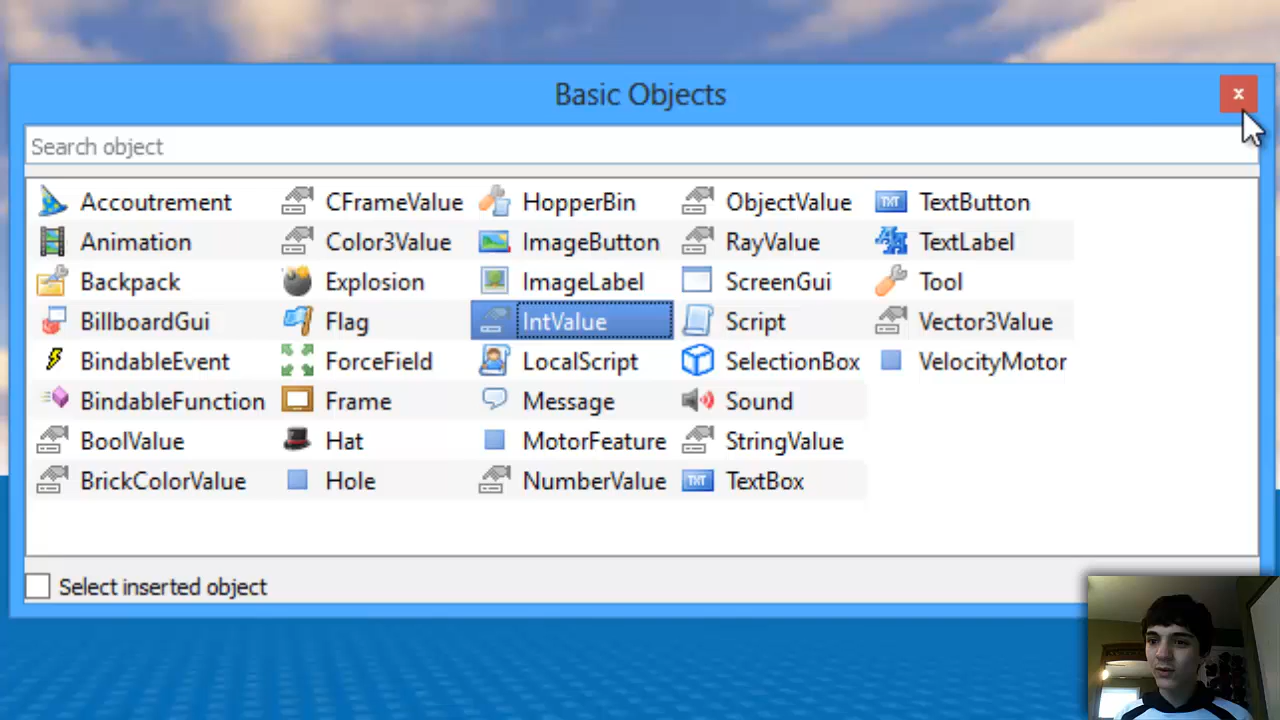 Basic Objects
x
Search object
Accoutrement CFrameValue HopperBin ObjectValue TXT TextButton
Animation Color3Value ImageButton RayValue TextLabel
Backpack Explosion ImageLabel ScreenGui Tool
BillboardGui Flag IntValue Script Vector3Value
BindableEvent ForceField LocalScript SelectionBox VelocityMotor
BindableFunction Frame Message Sound
BoolValue Hat MotorFeature StringValue
BrickColorValue Hole NumberValue TXT TextBox
Select inserted object